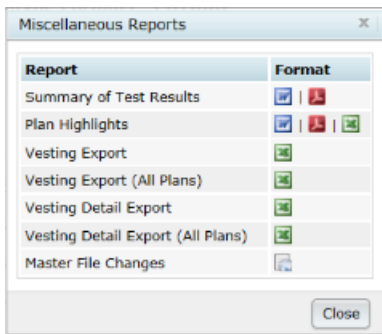 Miscellaneous Reports x
Report Format
Summary of Test Results |
Plan Highlights | |
Vesting Export
Vesting Export (All Plans)
Vesting Detail Export
Vesting Detail Export (All Plans)
Master File Changes
Close